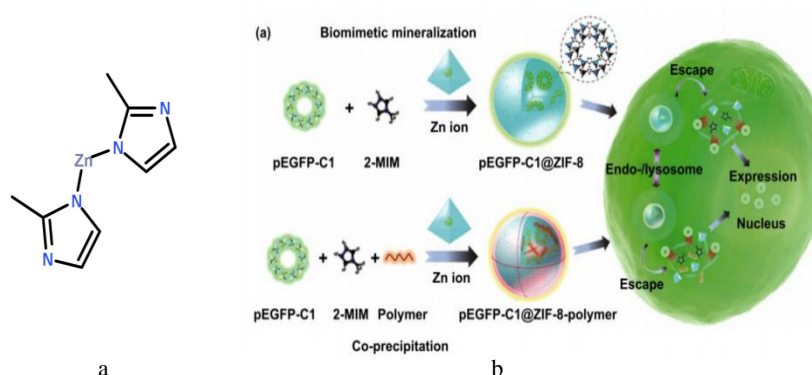 N
Zn
N
N
N
a
(a)
Biomimetic mineralization
pEGFP-C1
+
2-MIM
Zn ion
pEGFP-C1@ZIF-8
pEGFP-C1
+
2-MIM
+
Polymer
Zn ion
pEGFP-C1@ZIF-8-polymer
Co-precipitation
Escape
Endo-/lysosome
Expression
Nucleus
Escape
b